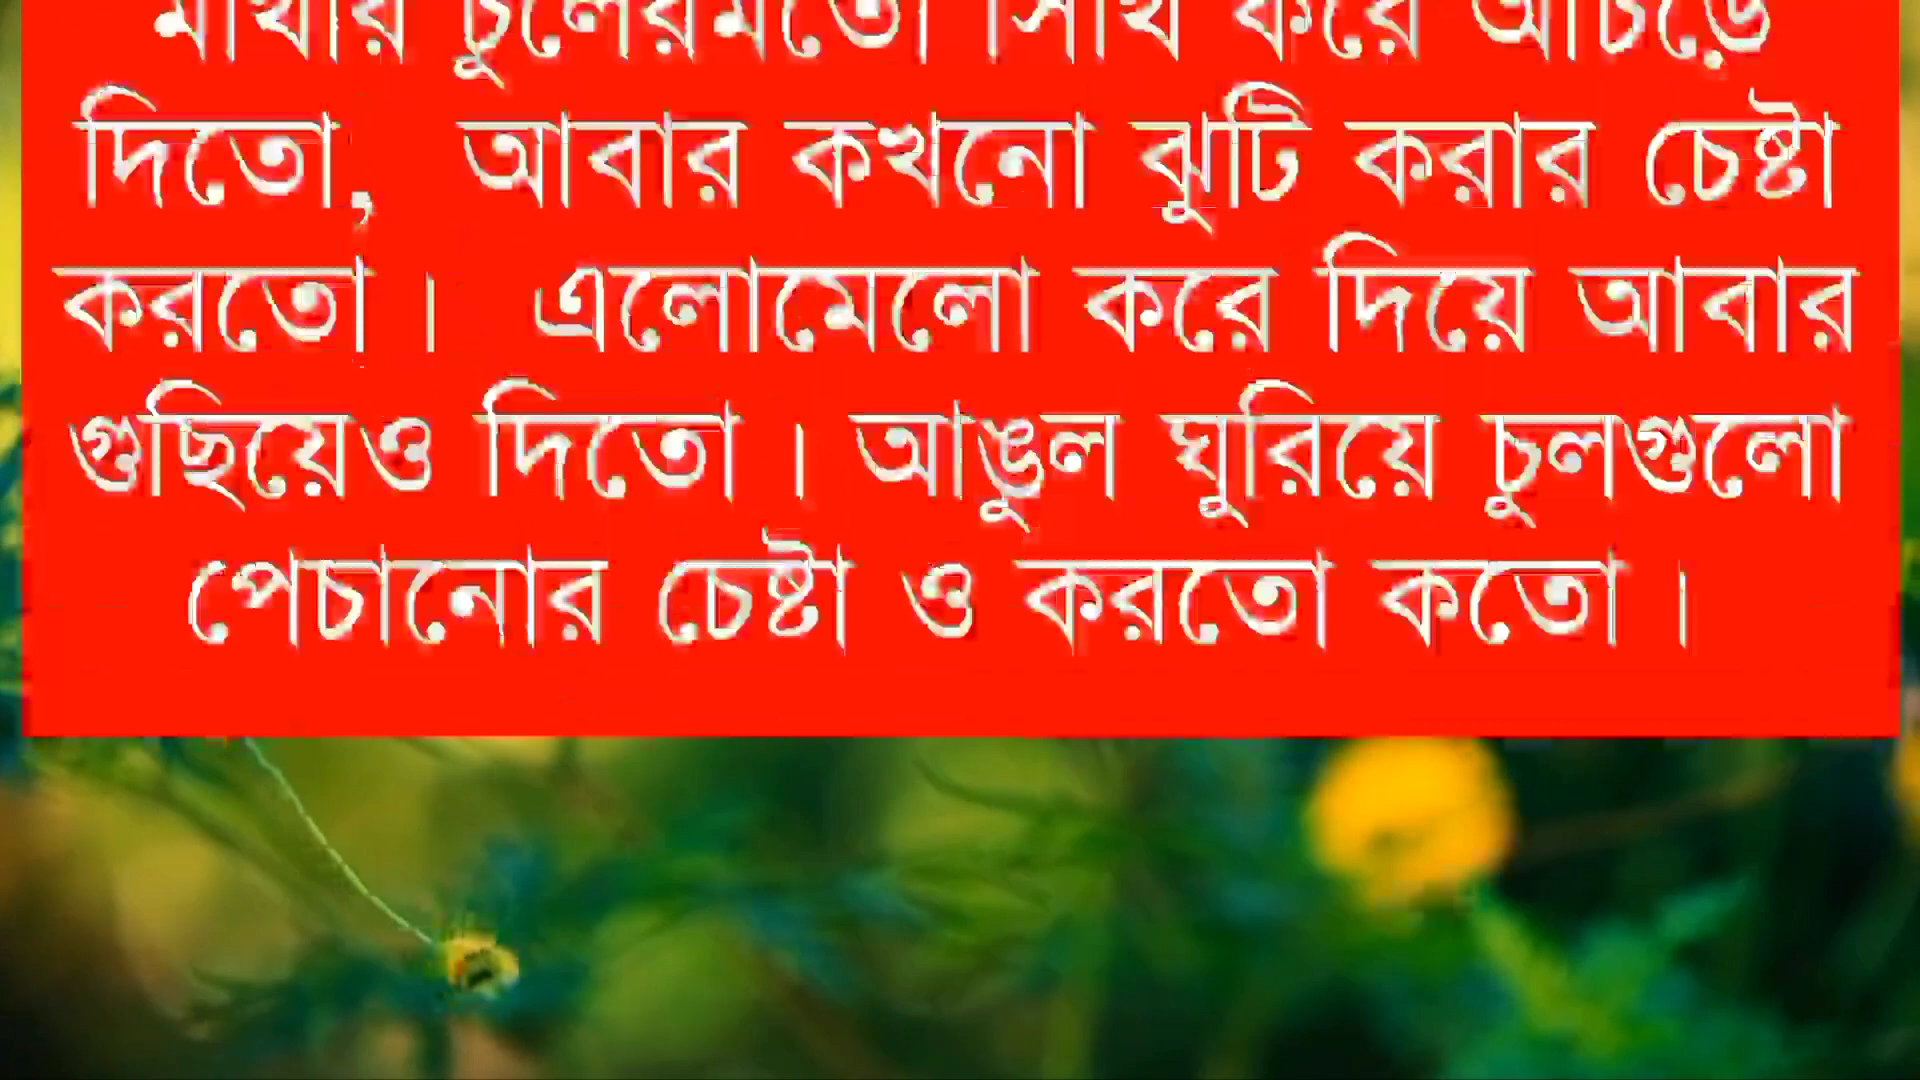 মাথার চুলেরমতো সিথি করে আচড়ে
দিতো, আবার কখনো ঝুটি করার চেষ্টা
করতো। এলোমেলো করে দিয়ে আবার
গুছিয়েও দিতো। আঙুল ঘুরিয়ে চুলগুলো
পেচানোর চেষ্টা ও করতো কতো।